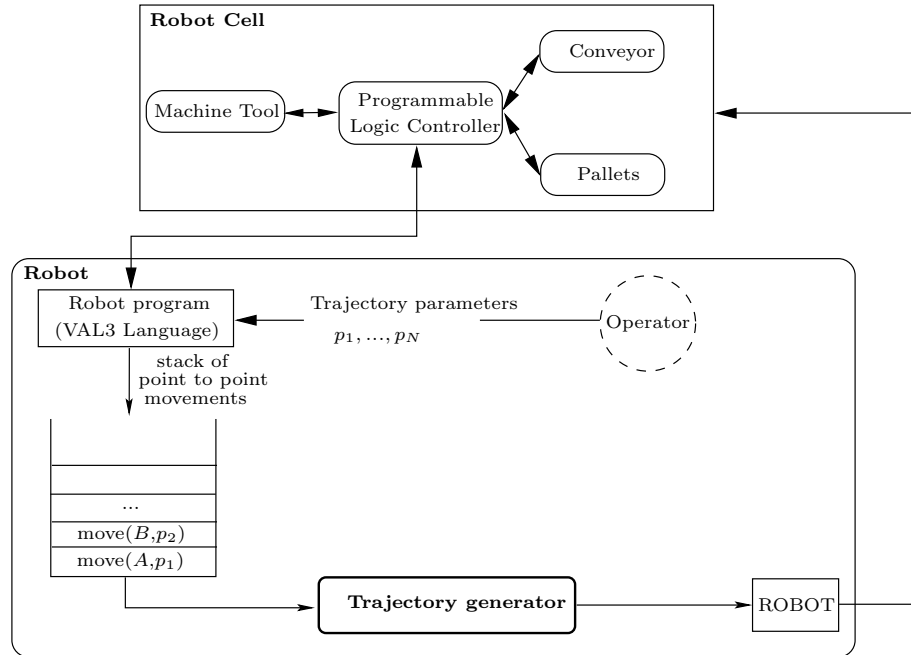 Robot Cell
Conveyor
Machine Tool
Programmable
Logic Controller
Pallets
Robot
Robot program
(VAL3 Language)
Trajectory parameters
p₁, ..., p_N
Operator
stack of
point to point
movements
...
move(B,p₂)
move(A,p₁)
Trajectory generator
ROBOT